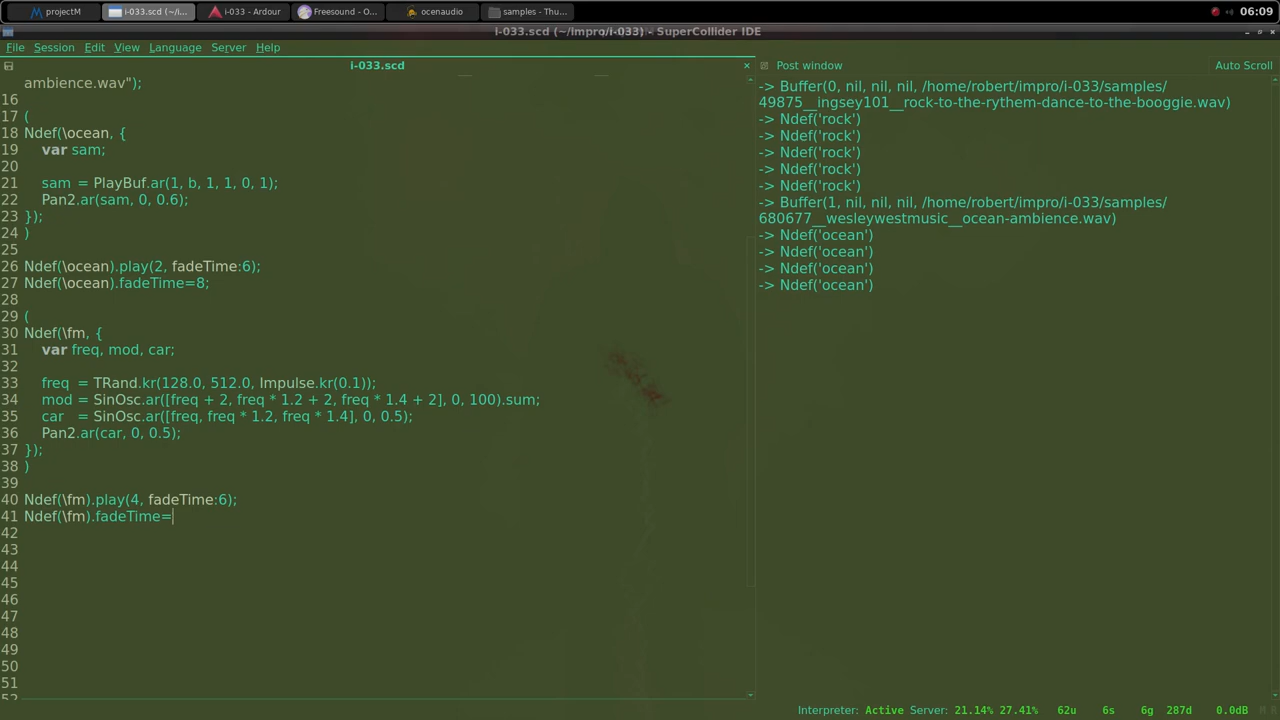 projectM
i-033.scd (~/i...
i-033 - Ardour
Freesound - O...
ocenaudio
samples - Thu...
06:09
i-033.scd (~/impro/i-033) - SuperCollider IDE
File Session Edit View Language Server Help
i-033.scd
Post window
Auto Scroll
ambience.wav");
16
17 (
18 Ndef(\ocean, {
19 var sam;
20
21 sam = PlayBuf.ar(1, b, 1, 1, 0, 1);
22 Pan2.ar(sam, 0, 0.6);
23 });
24 )
25
26 Ndef(\ocean).play(2, fadeTime:6);
27 Ndef(\ocean).fadeTime=8;
28
29 (
30 Ndef(\fm, {
31 var freq, mod, car;
32
33 freq = TRand.kr(128.0, 512.0, Impulse.kr(0.1));
34 mod = SinOsc.ar([freq + 2, freq * 1.2 + 2, freq * 1.4 + 2], 0, 100).sum;
35 car = SinOsc.ar([freq, freq * 1.2, freq * 1.4], 0, 0.5);
36 Pan2.ar(car, 0, 0.5);
37 });
38 )
39
40 Ndef(\fm).play(4, fadeTime:6);
41 Ndef(\fm).fadeTime=
42
43
44
45
46
47
48
49
50
51
52
-> Buffer(0, nil, nil, nil, /home/robert/impro/i-033/samples/
49875__ingsey101__rock-to-the-rythem-dance-to-the-booggie.wav)
-> Ndef('rock')
-> Ndef('rock')
-> Ndef('rock')
-> Ndef('rock')
-> Ndef('rock')
-> Buffer(1, nil, nil, nil, /home/robert/impro/i-033/samples/
680677__wesleywestmusic__ocean-ambience.wav)
-> Ndef('ocean')
-> Ndef('ocean')
-> Ndef('ocean')
-> Ndef('ocean')
Interpreter: Active Server: 21.14% 27.41% 62u 6s 6g 287d 0.0dB M R